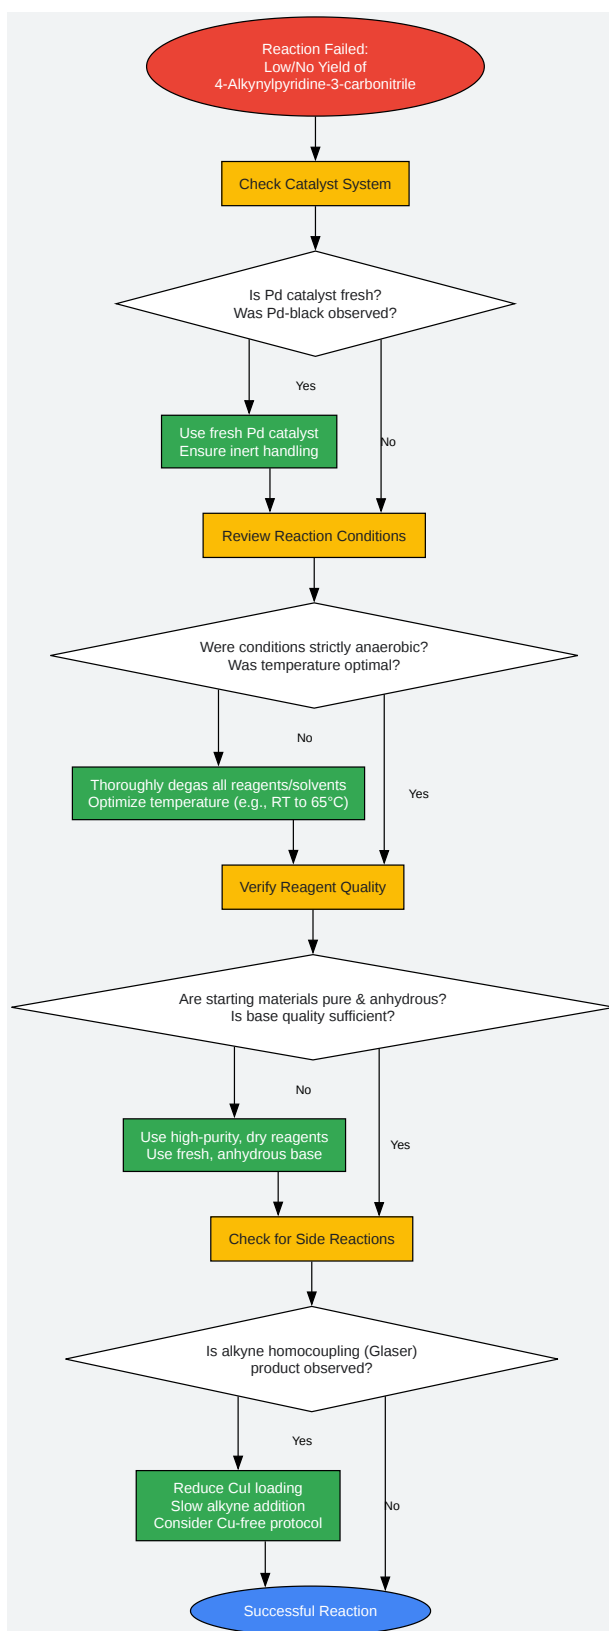 Reaction Failed:
Low/No Yield of
4-Alkynylpyridine-3-carbonitrile
Check Catalyst System
Is Pd catalyst fresh?
Was Pd-black observed?
Yes
Use fresh Pd catalyst
Ensure inert handling
No
Review Reaction Conditions
Were conditions strictly anaerobic?
Was temperature optimal?
No
Thoroughly degas all reagents/solvents
Optimize temperature (e.g., RT to 65°C)
Yes
Verify Reagent Quality
Are starting materials pure & anhydrous?
Is base quality sufficient?
No
Use high-purity, dry reagents
Use fresh, anhydrous base
Yes
Check for Side Reactions
Is alkyne homocoupling (Glaser)
product observed?
Yes
Reduce CuI loading
Slow alkyne addition
Consider Cu-free protocol
No
Successful Reaction